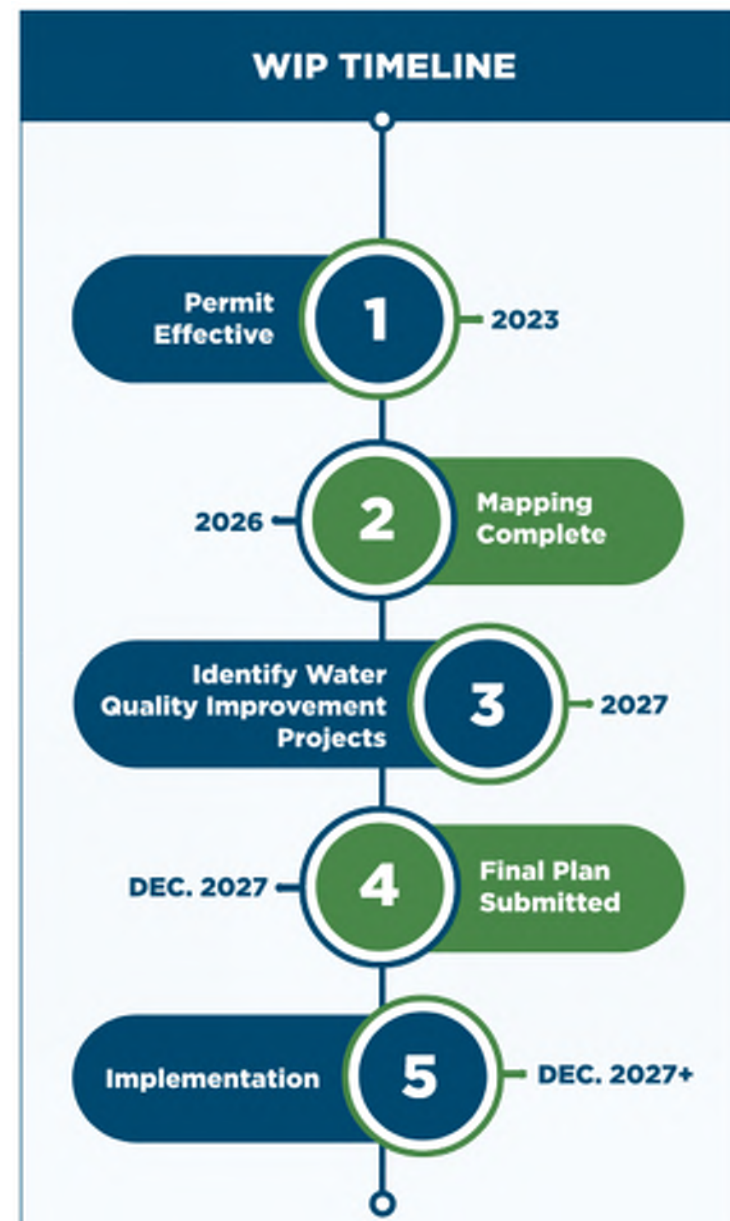 WIP TIMELINE
Permit
Effective
1
2023
2026
2
Mapping
Complete
Identify Water
Quality Improvement
Projects
3
2027
DEC. 2027
4
Final Plan
Submitted
Implementation
5
DEC. 2027+